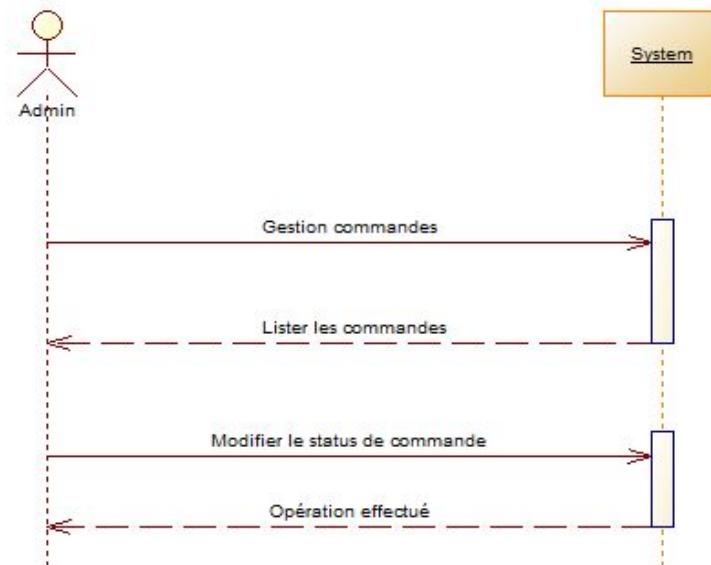 System
Admin
Gestion commandes
Lister les commandes
Modifier le status de commande
Opération effectué